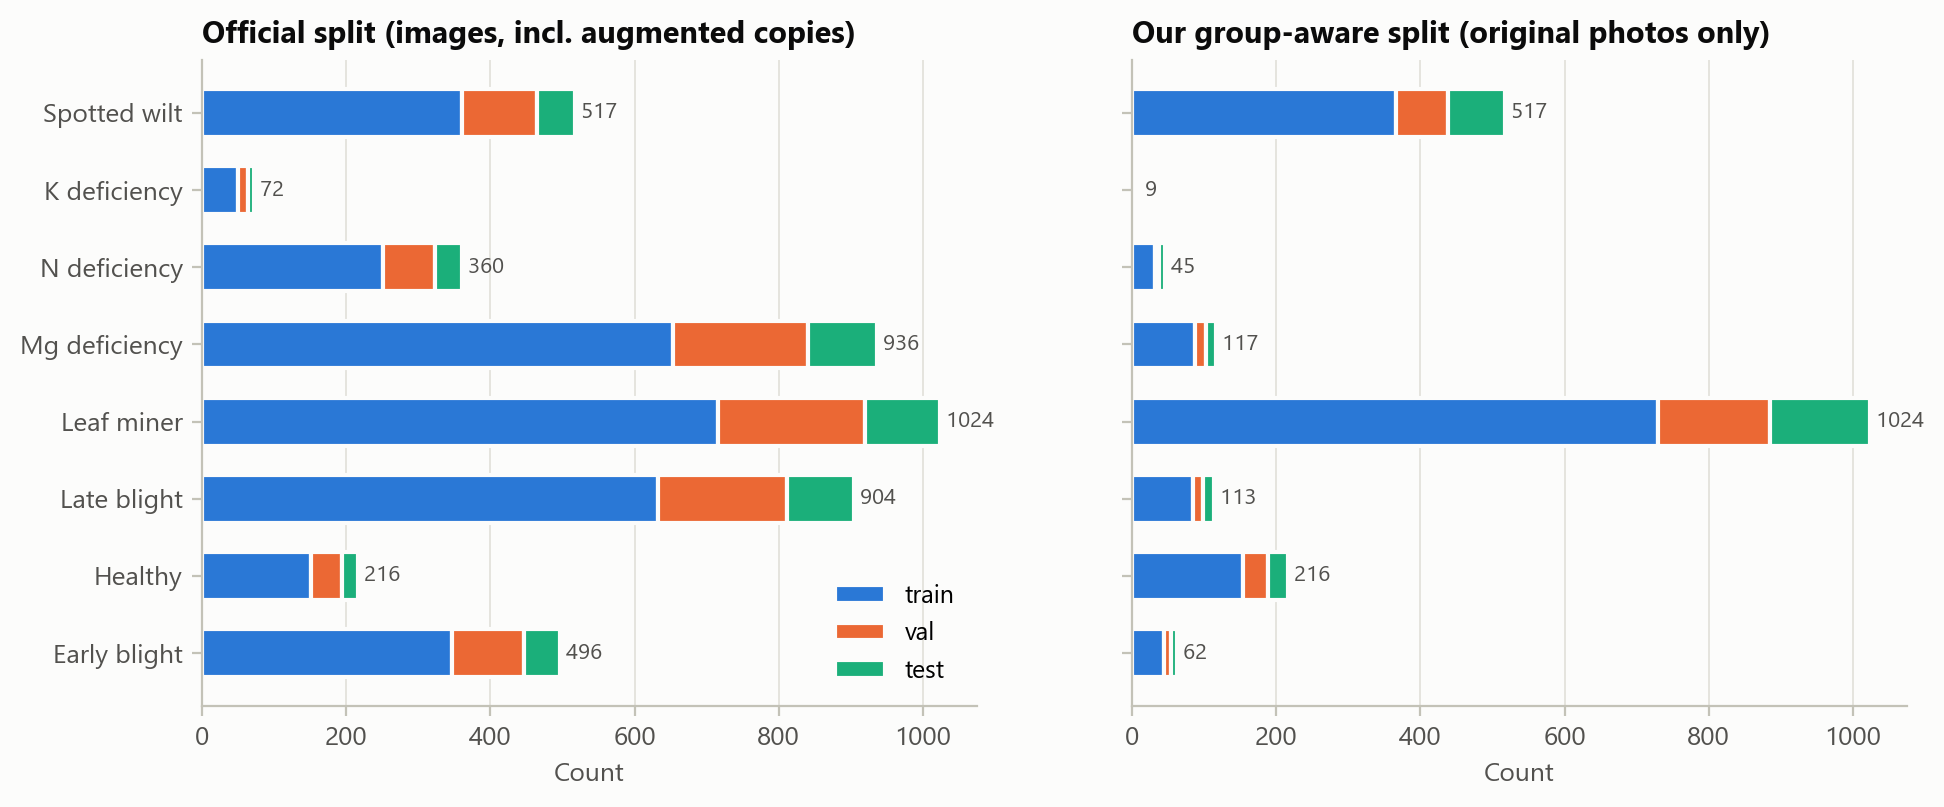 Official split (images, incl. augmented copies)
Spotted wilt
517
K deficiency
72
N deficiency
360
Mg deficiency
936
Leaf miner
1024
Late blight
904
Healthy
216
Early blight
496
train
val
test
0 200 400 600 800 1000
Count
Our group-aware split (original photos only)
517
9
45
117
1024
113
216
62
0 200 400 600 800 1000
Count